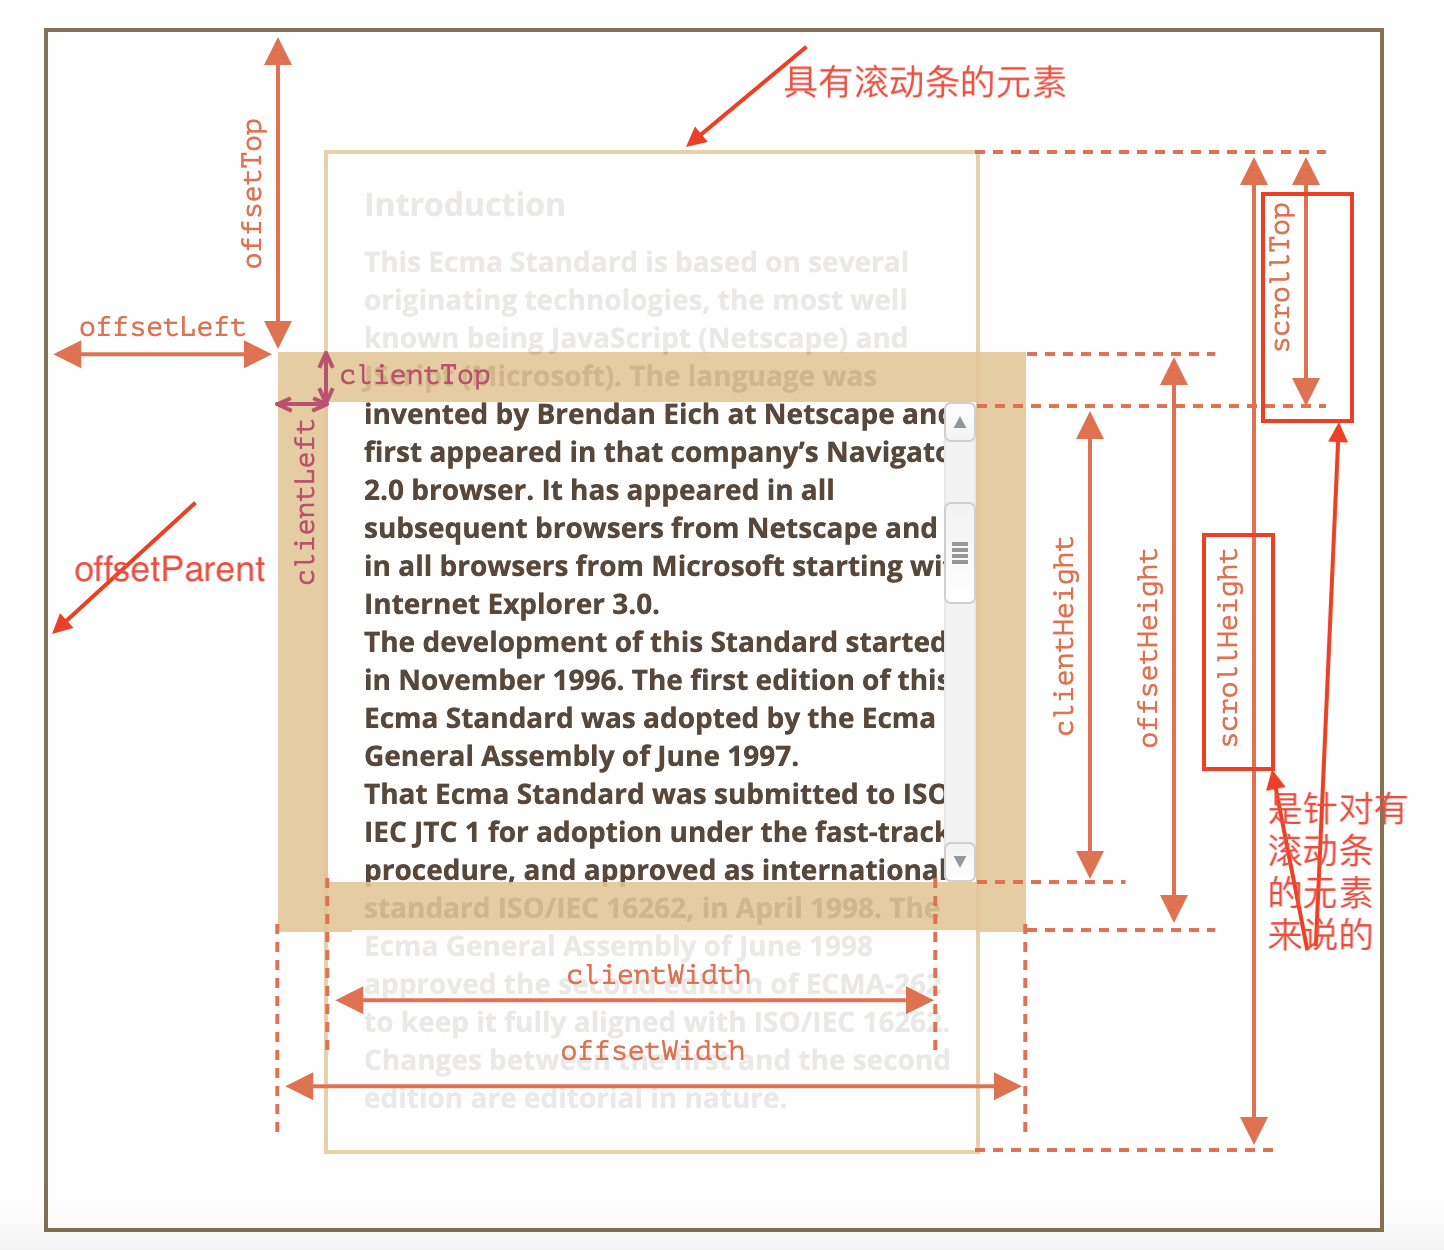 具有滚动条的元素
offsetTop
offsetLeft
Introduction
This Ecma Standard is based on several
originating technologies, the most well
known being JavaScript (Netscape) and
JScript (Microsoft). The language was
clientTop
clientLeft
invented by Brendan Eich at Netscape and
first appeared in that company’s Navigato
2.0 browser. It has appeared in all
subsequent browsers from Netscape and
in all browsers from Microsoft starting wi
Internet Explorer 3.0.
The development of this Standard started
in November 1996. The first edition of this
Ecma Standard was adopted by the Ecma
General Assembly of June 1997.
That Ecma Standard was submitted to ISO
IEC JTC 1 for adoption under the fast-track
procedure, and approved as international
standard ISO/IEC 16262, in April 1998. The
Ecma General Assembly of June 1998
approved the second edition of ECMA-262
to keep it fully aligned with ISO/IEC 16262.
Changes between the first and the second
edition are editorial in nature.
offsetParent
clientWidth
offsetWidth
clientHeight
offsetHeight
scrollHeight
scrollTop
是针对有
滚动条
的元素
来说的